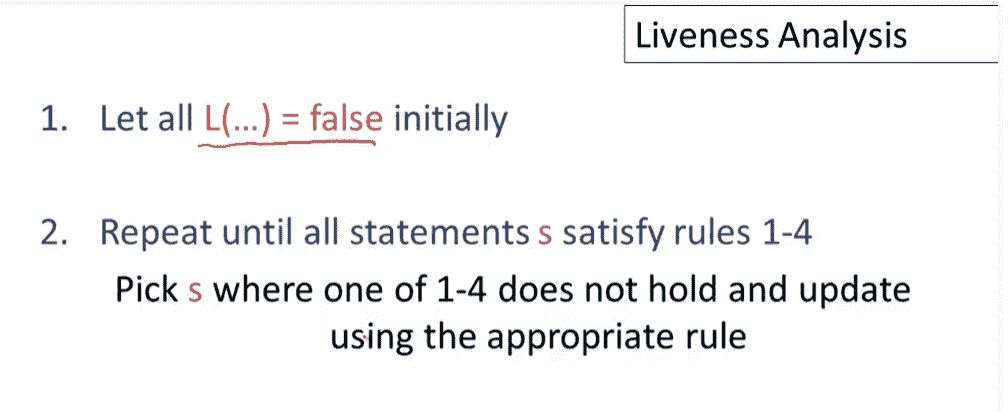 Liveness Analysis
1. Let all L(...) = false initially
2. Repeat until all statements s satisfy rules 1-4
Pick s where one of 1-4 does not hold and update
using the appropriate rule